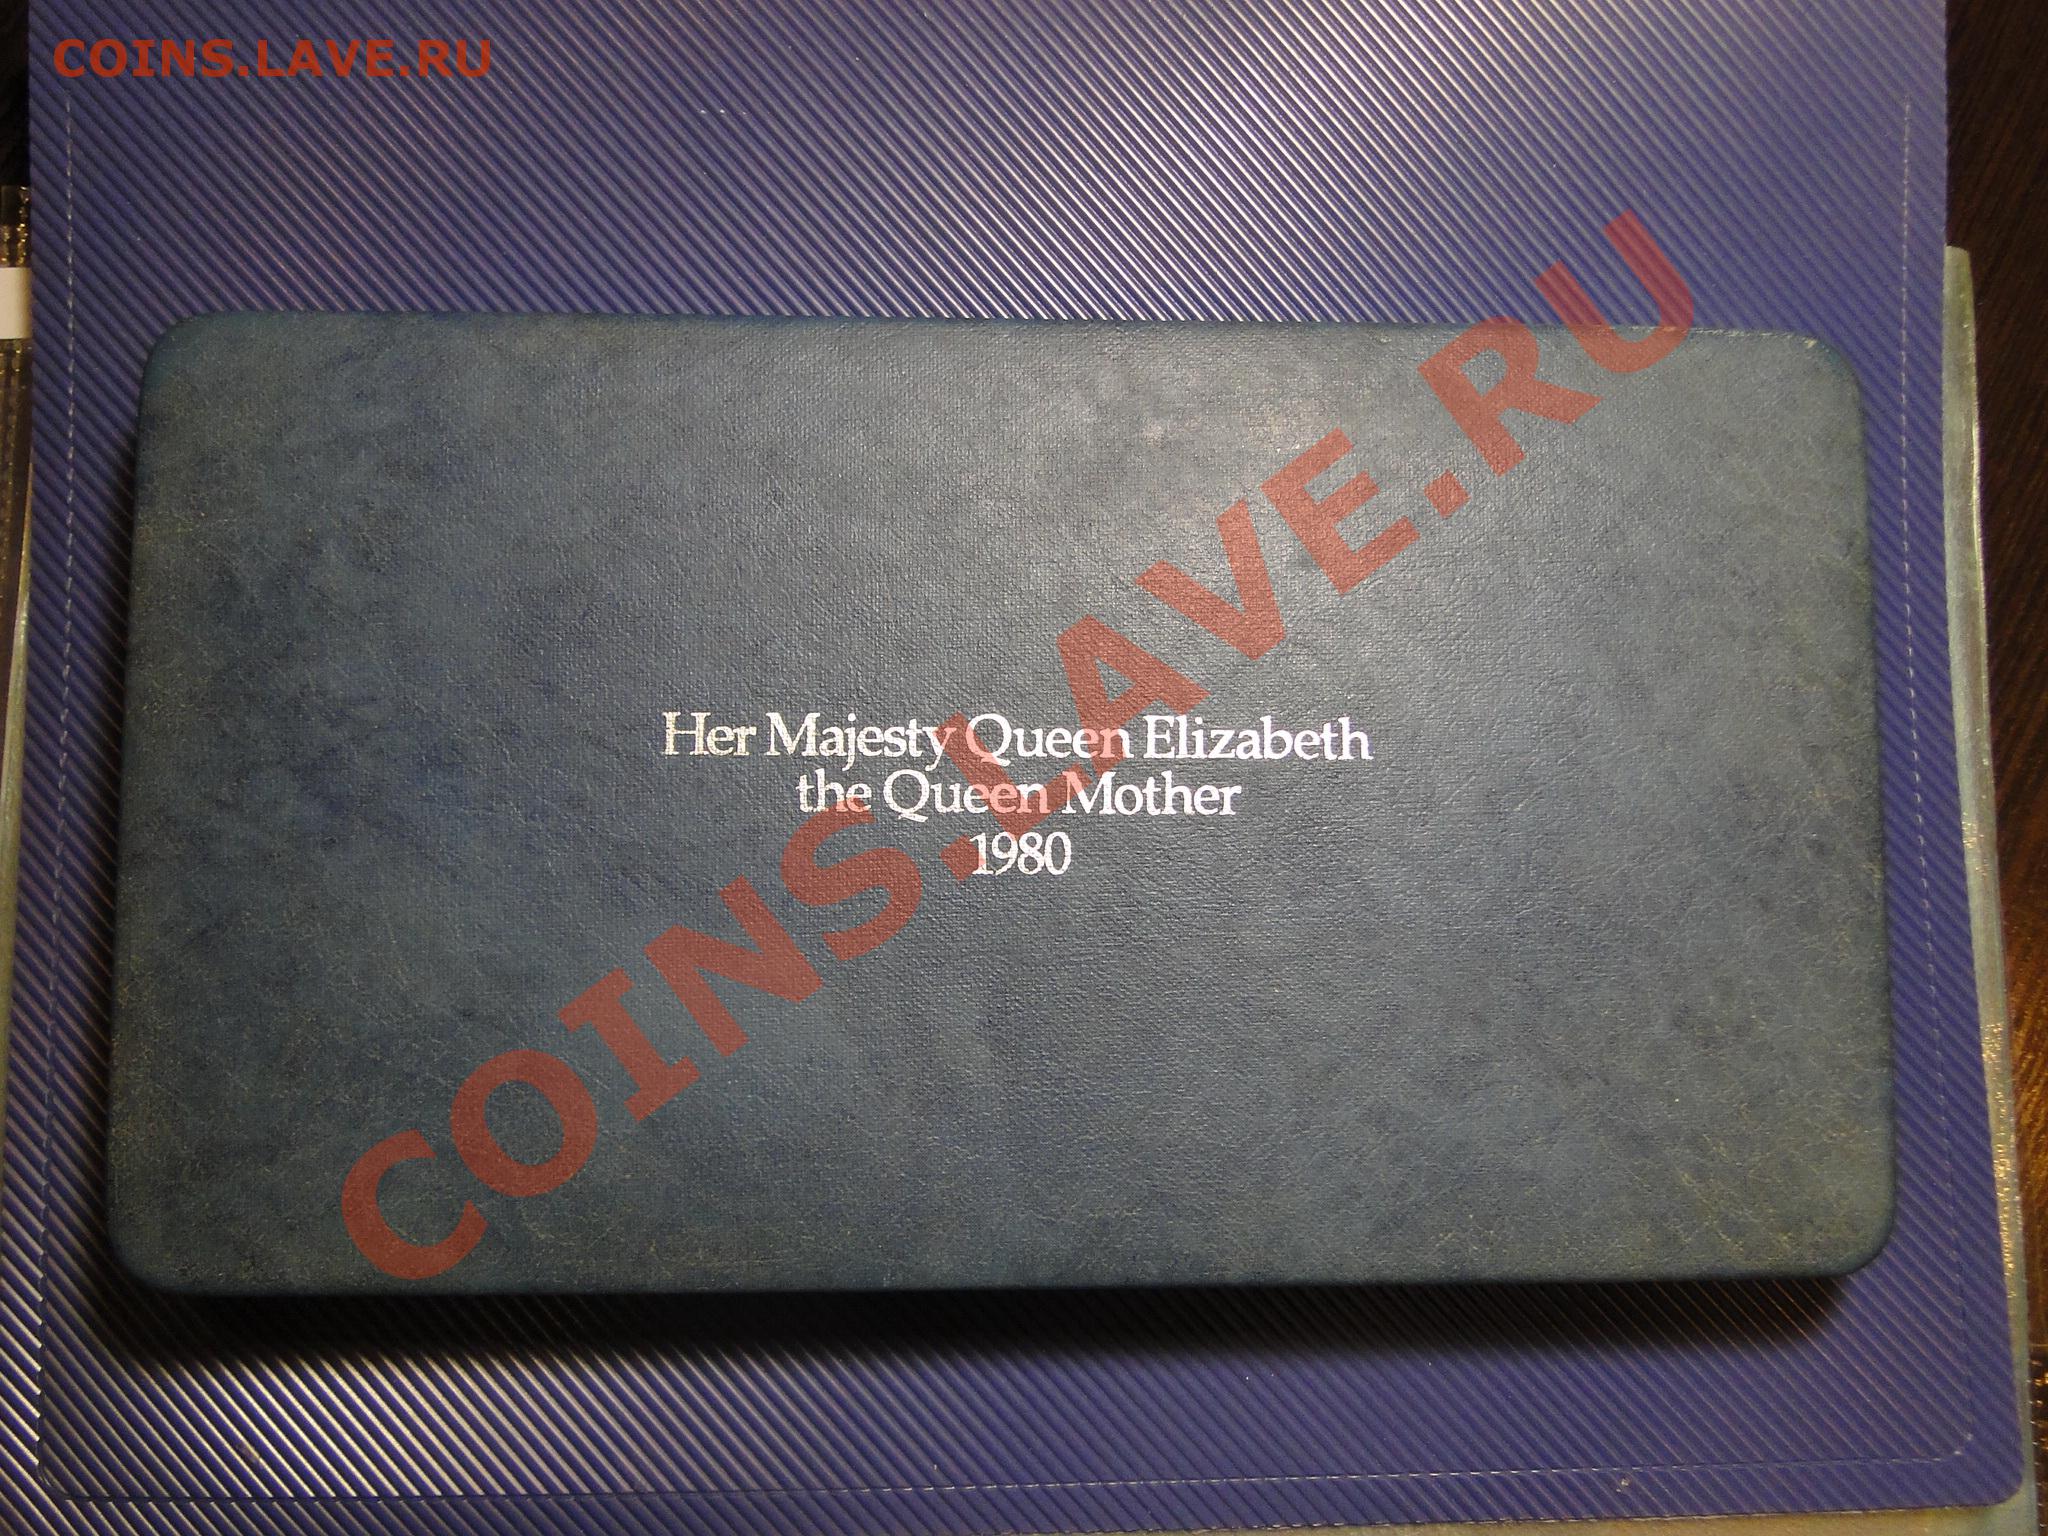 COINS.LAVE.RU
Her Majesty Queen Elizabeth
the Queen Mother
1980
COINS.LAVE.RU